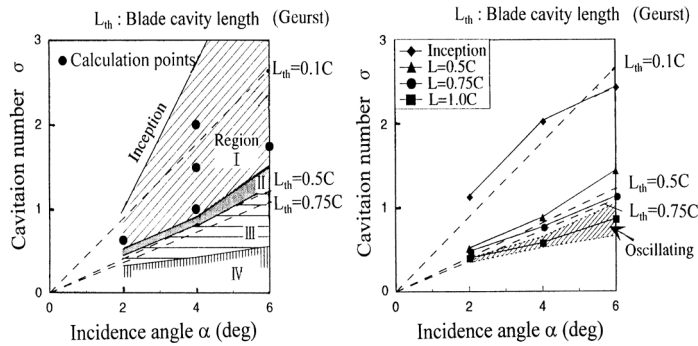 Lth : Blade cavity length (Geurst)
3
2
1
0
0
2
4
6
Cavitaion number σ
Incidence angle α (deg)
Calculation points
Inception
Region
I
II
III
IV
Lth=0.1C
Lth=0.5C
Lth=0.75C
Lth : Blade cavity length (Geurst)
3
2
1
0
0
2
4
6
Cavitaion number σ
Incidence angle α (deg)
Inception
L=0.5C
L=0.75C
L=1.0C
Lth=0.1C
Lth=0.5C
Lth=0.75C
Oscillating